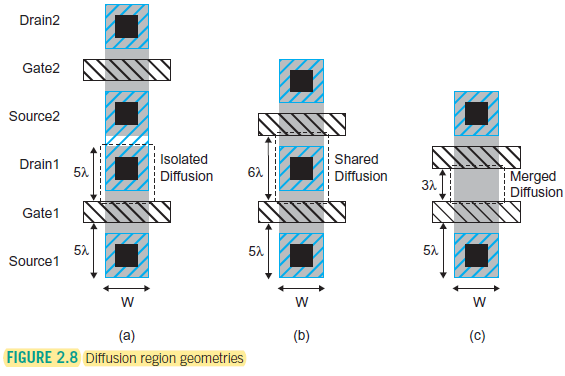 Drain2
Gate2
Source2
Drain1
Gate1
Source1
5λ
5λ
Isolated
Diffusion
W
(a)
6λ
5λ
Shared
Diffusion
W
(b)
3λ
5λ
Merged
Diffusion
W
(c)
FIGURE 2.8 Diffusion region geometries